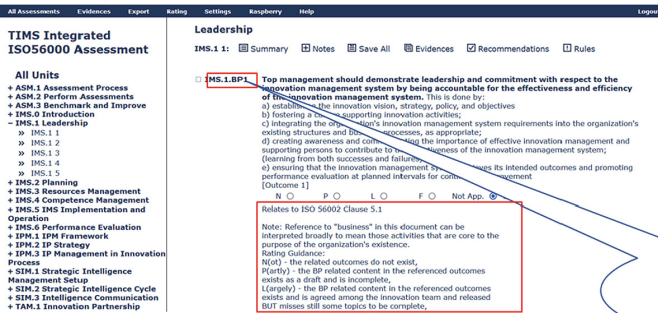 All Assessments Evidences Export Rating Settings Raspberry Help Logou
TIMS Integrated
ISO56000 Assessment
All Units
+ ASM.1 Assessment Process
+ ASM.2 Perform Assessments
+ ASM.3 Benchmark and Improve
+ IMS.0 Introduction
− IMS.1 Leadership
» IMS.1 1
» IMS.1 2
» IMS.1 3
» IMS.1 4
» IMS.1 5
+ IMS.2 Planning
+ IMS.3 Resources Management
+ IMS.4 Competence Management
+ IMS.5 IMS Implementation and
Operation
+ IMS.6 Performance Evaluation
+ IPM.1 IPM Framework
+ IPM.2 IP Strategy
+ IPM.3 IP Management in Innovation
Process
+ SIM.1 Strategic Intelligence
Management Setup
+ SIM.2 Strategic Intelligence Cycle
+ SIM.3 Intelligence Communication
+ TAM.1 Innovation Partnership
Leadership
IMS.1 1: Summary Notes Save All Evidences Recommendations Rules
IMS.1.BP1 Top management should demonstrate leadership and commitment with respect to the
innovation management system by being accountable for the effectiveness and efficiency
of the innovation management system. This is done by:
a) establishing the innovation vision, strategy, policy, and objectives
b) fostering a culture supporting innovation activities;
c) integrating the organization's innovation management system requirements into the organization's
existing structures and business processes, as appropriate;
d) creating awareness and communicating the importance of effective innovation management and
supporting persons to contribute to the effectiveness of the innovation management system;
(learning from both successes and failures)
e) ensuring that the innovation management system achieves its intended outcomes and promoting
performance evaluation at planned intervals for continual improvement
[Outcome 1]
N P L F Not App.
Relates to ISO 56002 Clause 5.1
Note: Reference to "business" in this document can be
interpreted broadly to mean those activities that are core to the
purpose of the organization's existence.
Rating Guidance:
N(ot) - the related outcomes do not exist,
P(artly) - the BP related content in the referenced outcomes
exists as a draft and is incomplete,
L(argely) - the BP related content in the referenced outcomes
exists and is agreed among the innovation team and released
BUT misses still some topics to be complete,